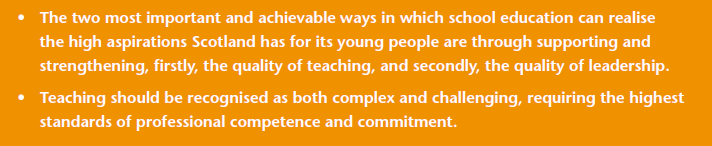 • The two most important and achievable ways in which school education can realise
the high aspirations Scotland has for its young people are through supporting and
strengthening, firstly, the quality of teaching, and secondly, the quality of leadership.
• Teaching should be recognised as both complex and challenging, requiring the highest
standards of professional competence and commitment.